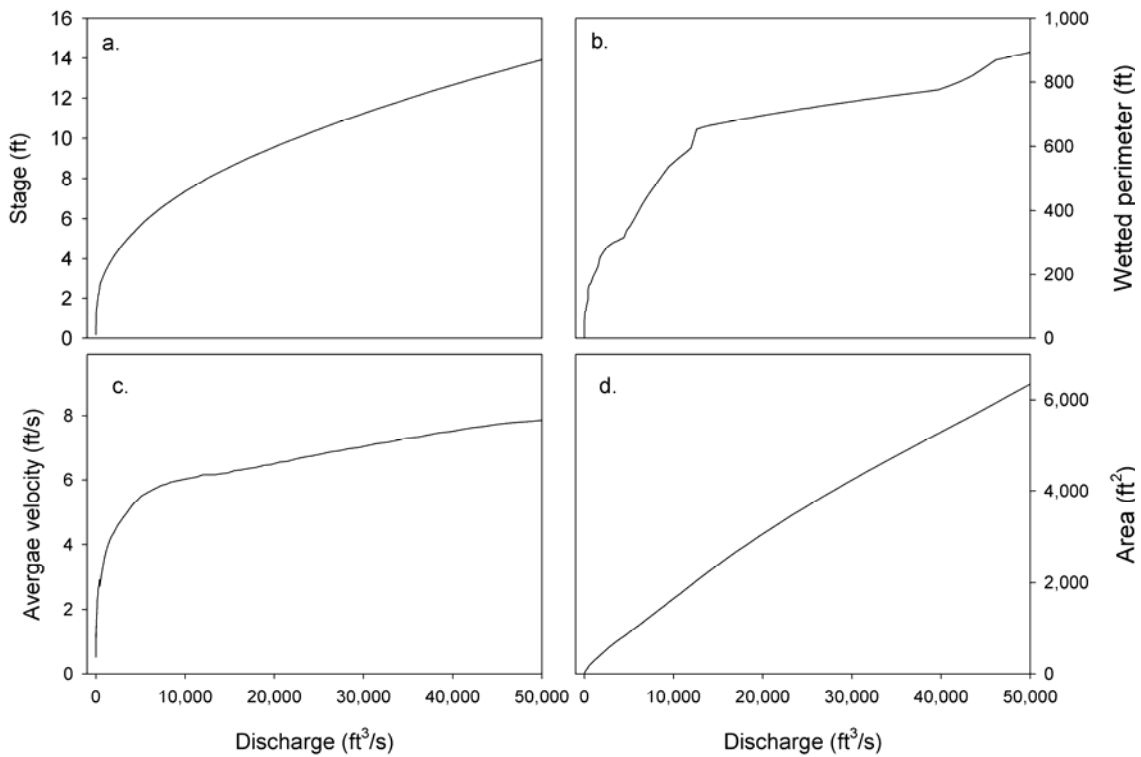 a.
16
14
12
10
8
6
4
2
0
Stage (ft)
b.
1,000
800
600
400
200
0
Wetted perimeter (ft)
c.
8
6
4
2
0
Avergae velocity (ft/s)
0 10,000 20,000 30,000 40,000 50,000
Discharge (ft³/s)
d.
6,000
4,000
2,000
0
Area (ft²)
0 10,000 20,000 30,000 40,000 50,000
Discharge (ft³/s)